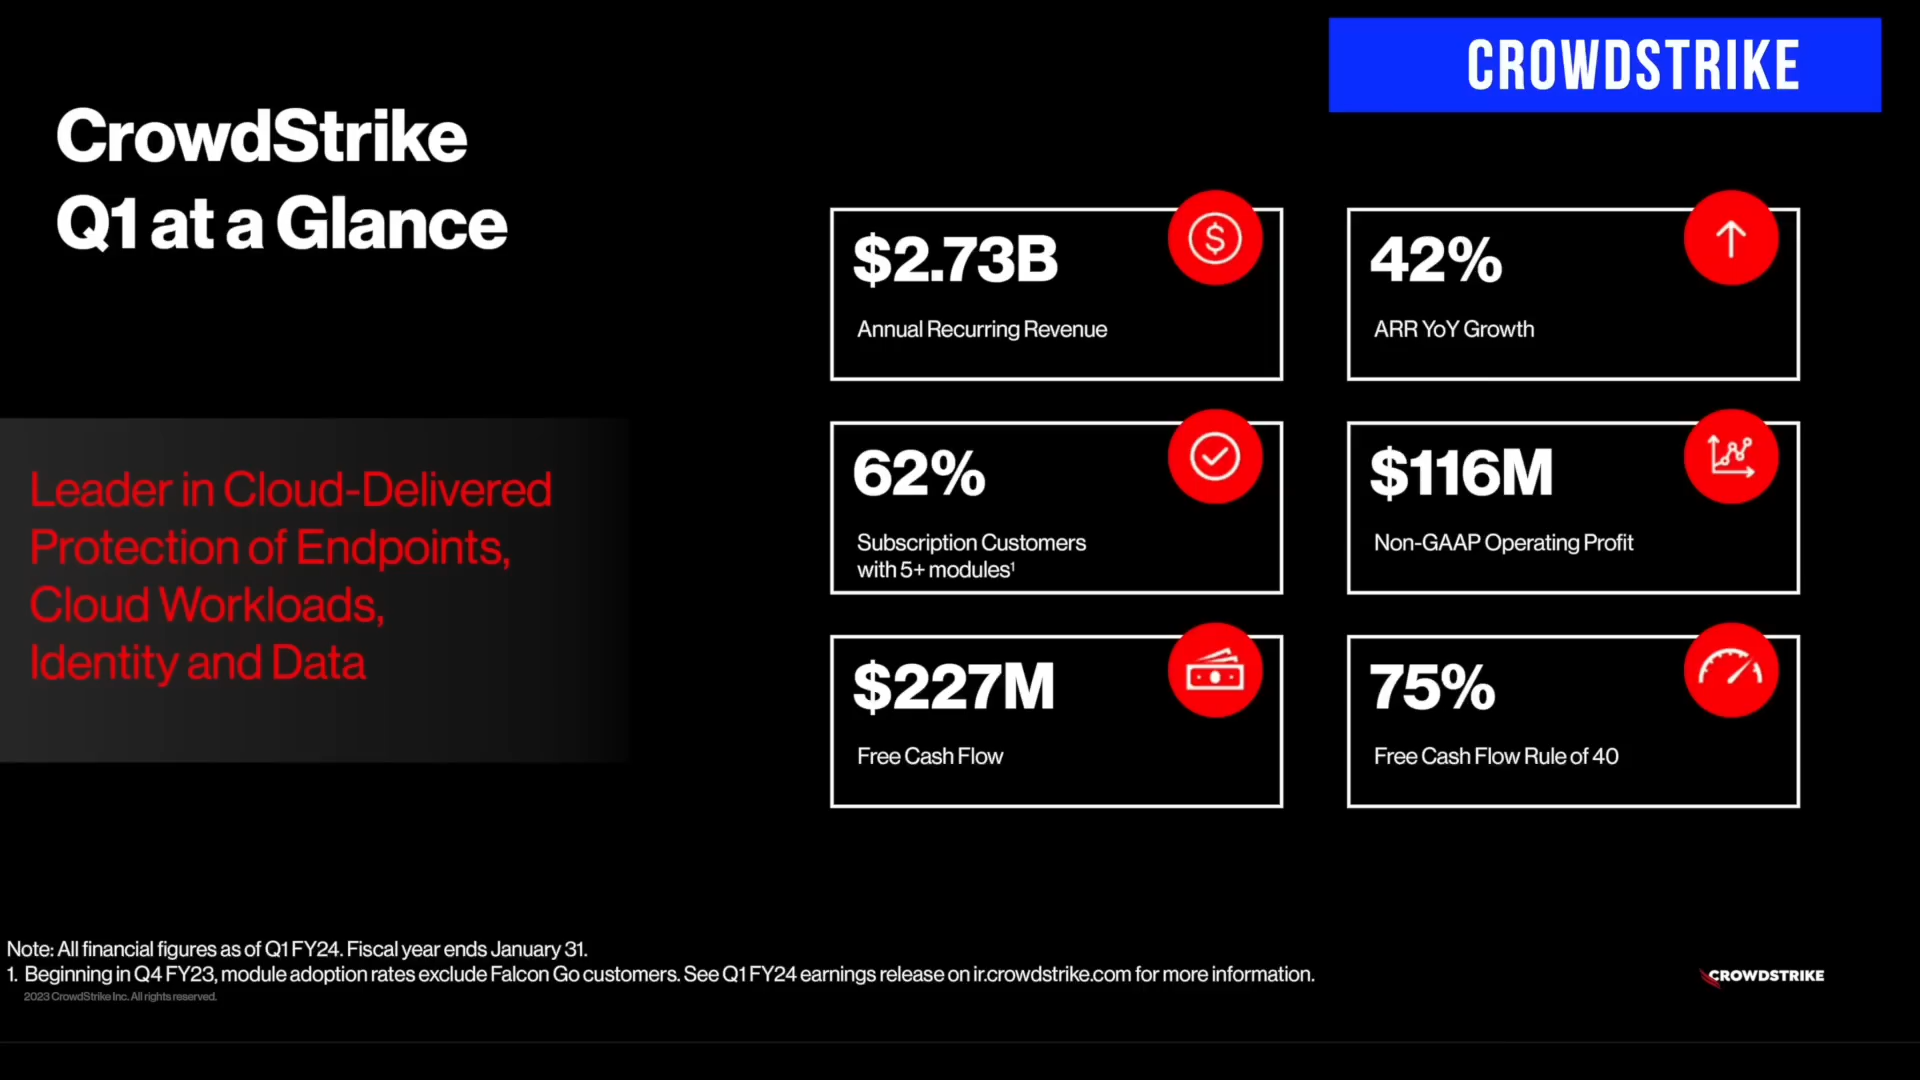 CROWDSTRIKE
CrowdStrike
Q1 at a Glance
$2.73B
Annual Recurring Revenue
42%
ARR YoY Growth
62%
Subscription Customers
with 5+ modules¹
$116M
Non-GAAP Operating Profit
$227M
Free Cash Flow
75%
Free Cash Flow Rule of 40
Leader in Cloud-Delivered
Protection of Endpoints,
Cloud Workloads,
Identity and Data
Note: All financial figures as of Q1 FY24. Fiscal year ends January 31.
1. Beginning in Q4 FY23, module adoption rates exclude Falcon Go customers. See Q1 FY24 earnings release on ir.crowdstrike.com for more information.
2023 CrowdStrike Inc. All rights reserved.
CROWDSTRIKE